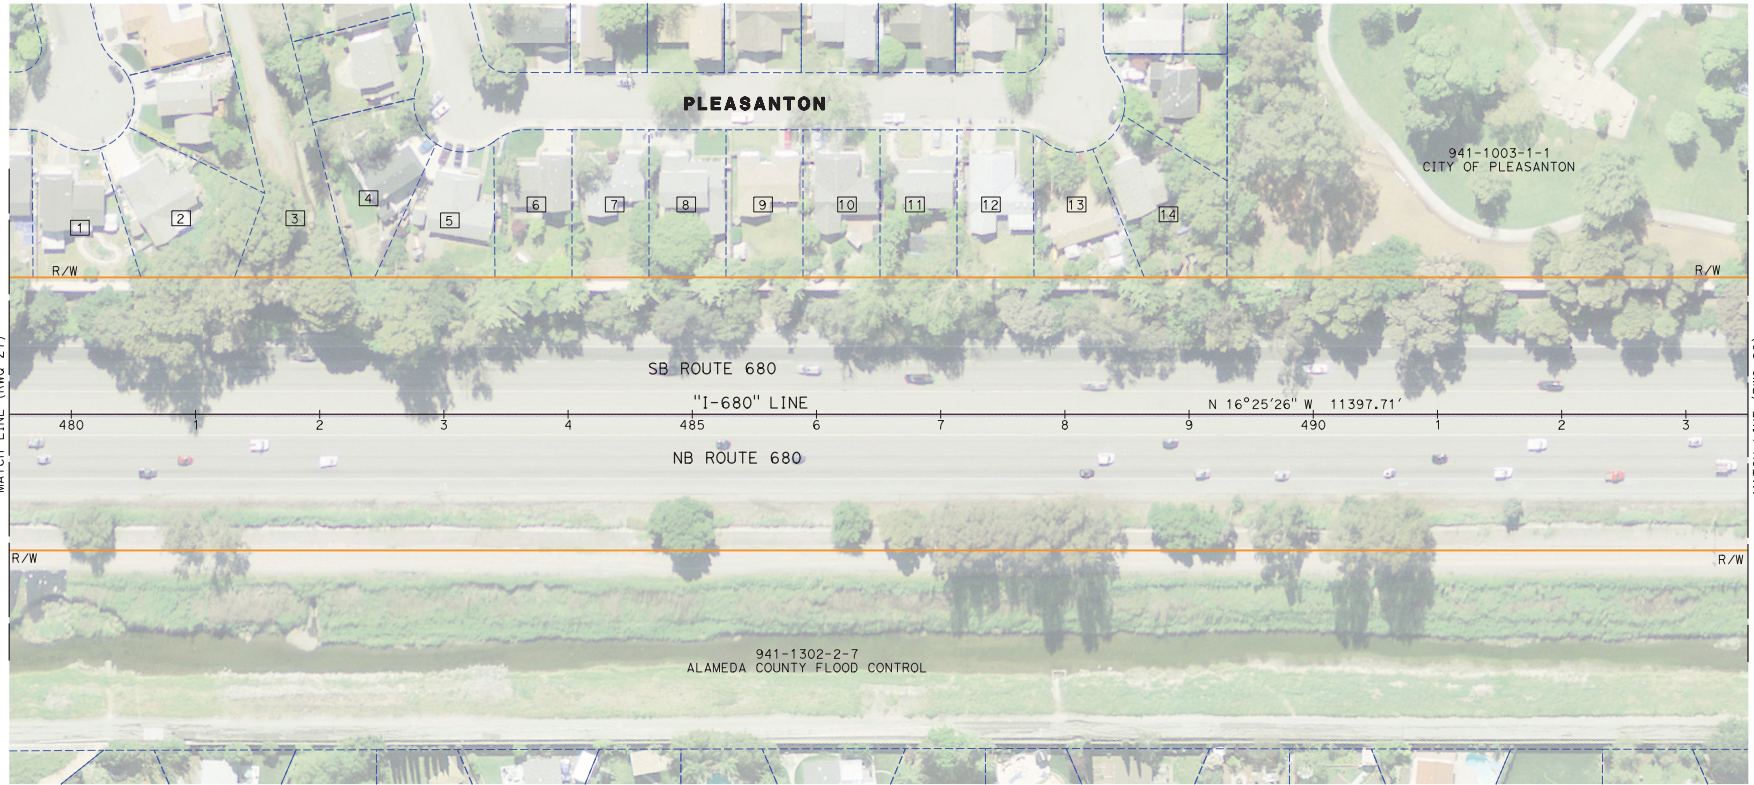 PLEASANTON
941-1003-1-1
CITY OF PLEASANTON
1
2
3
4
5
6
7
8
9
10
11
12
13
14
R/W
R/W
SB ROUTE 680
"I-680" LINE
N 16°25'26" W 11397.71'
480 1 2 3 4 485 6 7 8 9 490 1 2 3
NB ROUTE 680
R/W
R/W
941-1302-2-7
ALAMEDA COUNTY FLOOD CONTROL